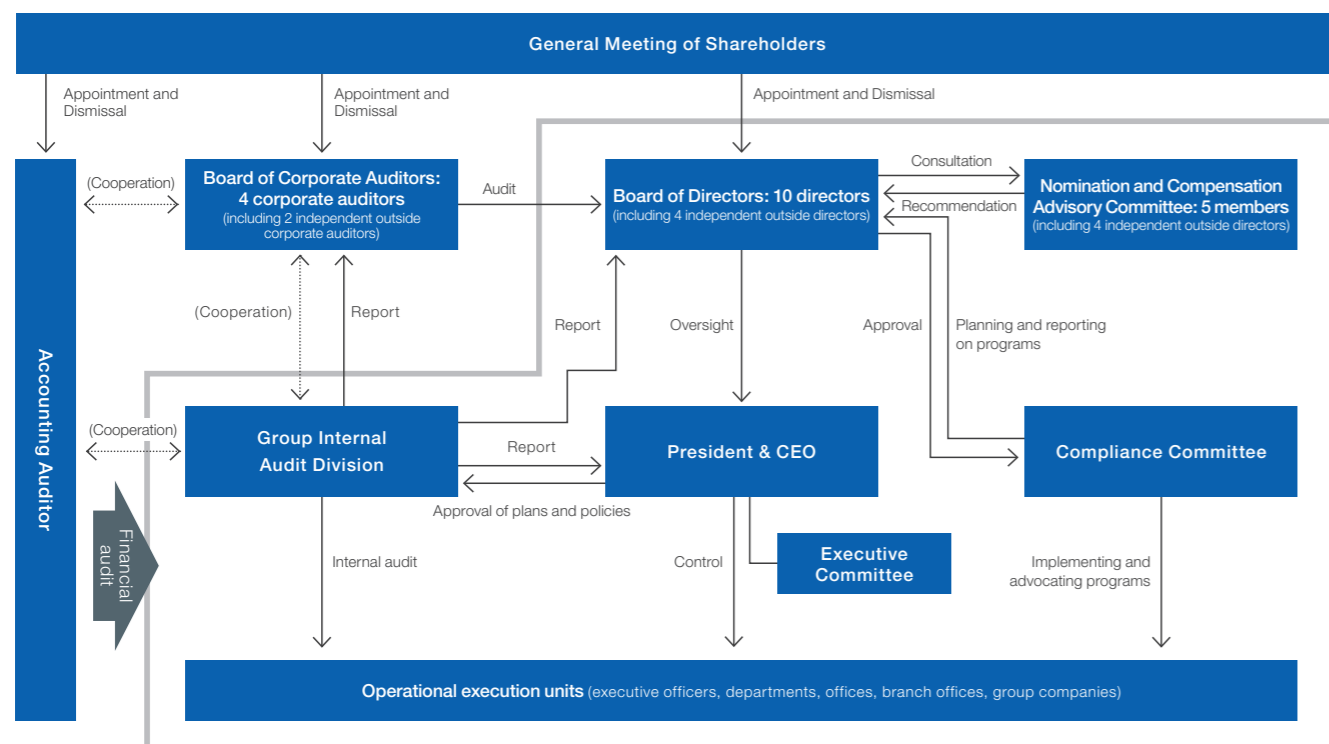 General Meeting of Shareholders
Appointment and
Dismissal
Appointment and
Dismissal
Appointment and Dismissal
Accounting Auditor
(Cooperation)
Board of Corporate Auditors:
4 corporate auditors
(including 2 independent outside
corporate auditors)
Audit
Board of Directors: 10 directors
(including 4 independent outside directors)
Consultation
Recommendation
Nomination and Compensation
Advisory Committee: 5 members
(including 4 independent outside directors)
(Cooperation)
Report
Report
Oversight
Approval
Planning and reporting
on programs
(Cooperation)
Group Internal
Audit Division
Report
Approval of plans and policies
President & CEO
Compliance Committee
Financial
audit
Internal audit
Control
Executive
Committee
Implementing and
advocating programs
Operational execution units (executive officers, departments, offices, branch offices, group companies)